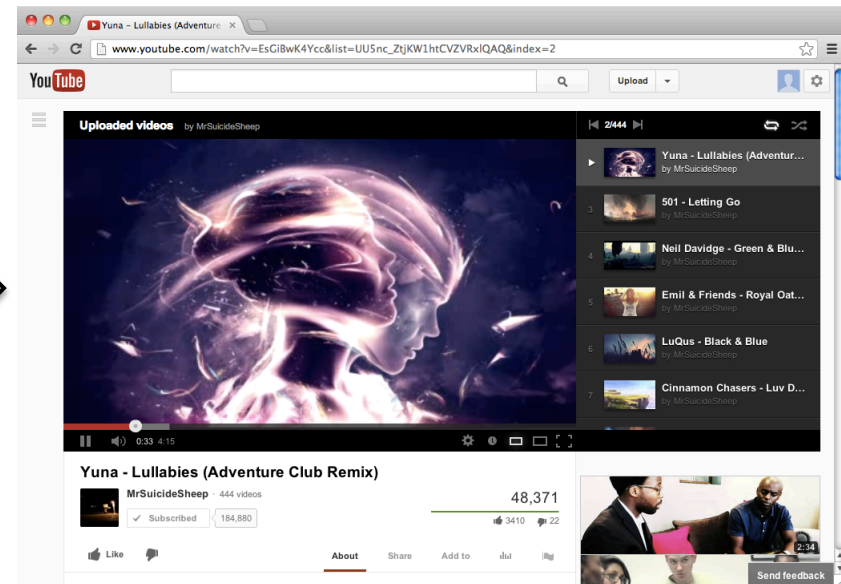 Yuna - Lullabies (Adventure
www.youtube.com/watch?v=EsGiBwK4Ycc&list=UU5nc_ZtjKW1htCVZVRxlQAQ&index=2
YouTube
Upload
Uploaded videos by MrSuicideSheep
2/444
Yuna - Lullabies (Adventur...
by MrSuicideSheep
3
501 - Letting Go
by MrSuicideSheep
4
Neil Davidge - Green & Blu...
by MrSuicideSheep
5
Emil & Friends - Royal Oat...
by MrSuicideSheep
6
LuQus - Black & Blue
by MrSuicideSheep
7
Cinnamon Chasers - Luv D...
by MrSuicideSheep
0:33 4:15
Yuna - Lullabies (Adventure Club Remix)
MrSuicideSheep · 444 videos
Subscribed 184,880
48,371
3410 22
Like
About Share Add to
2:34
Send feedback